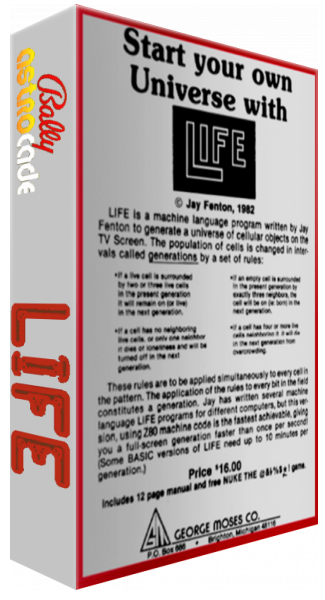 Bally
ASTROCADE
LIFE
Start your own
Universe with
LIFE
© Jay Fenton, 1982
LIFE is a machine language program written by Jay
Fenton to generate a universe of cellular objects on the
TV Screen. The population of cells is changed in inter-
vals called generations by a set of rules:
•If a live cell is surrounded
by two or three live cells
in the present generation
it will remain on (or live)
in the next generation.
•If an empty cell is surrounded
in the present generation by
exactly three neighbors, the
cell will be on (ie born) in the
next generation.
•If a cell has no neighboring
live cells, or only one neighbor
it dies or loneliness and will be
turned off in the next
generation.
•If a cell has four or more live
cells neighboring it, it will die
in the next generation from
overcrowding.
These rules are to be applied simultaneously to every cell in
the pattern. The application of the rules to every bit in the field
constitutes a generation. Jay has written several machine
language LIFE programs for different computers, but this ver-
sion, using Z80 machine code is the fastest achievable, giving
you a full-screen generation faster than once per second!
(Some BASIC versions of LIFE need up to 10 minutes per
generation.)
Price $16.00
Includes 12 page manual and free NUKE THE game.
GEORGE MOSES CO.
P.O. Box 686 • Brighton, Michigan 48116